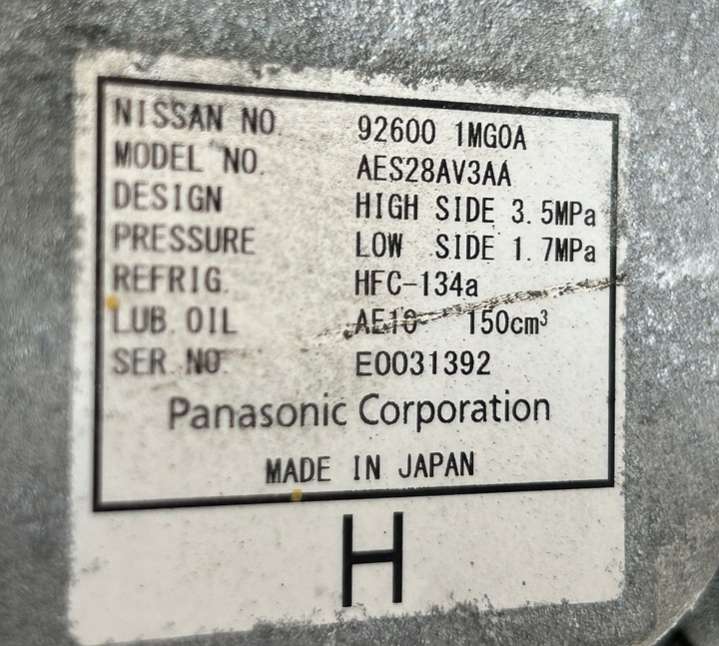 NISSAN NO. 92600 1MG0A
MODEL NO. AES28AV3AA
DESIGN HIGH SIDE 3.5MPa
PRESSURE LOW SIDE 1.7MPa
REFRIG. HFC-134a
LUB. OIL AE10 150cm³
SER. NO. E0031392
Panasonic Corporation
MADE IN JAPAN
H